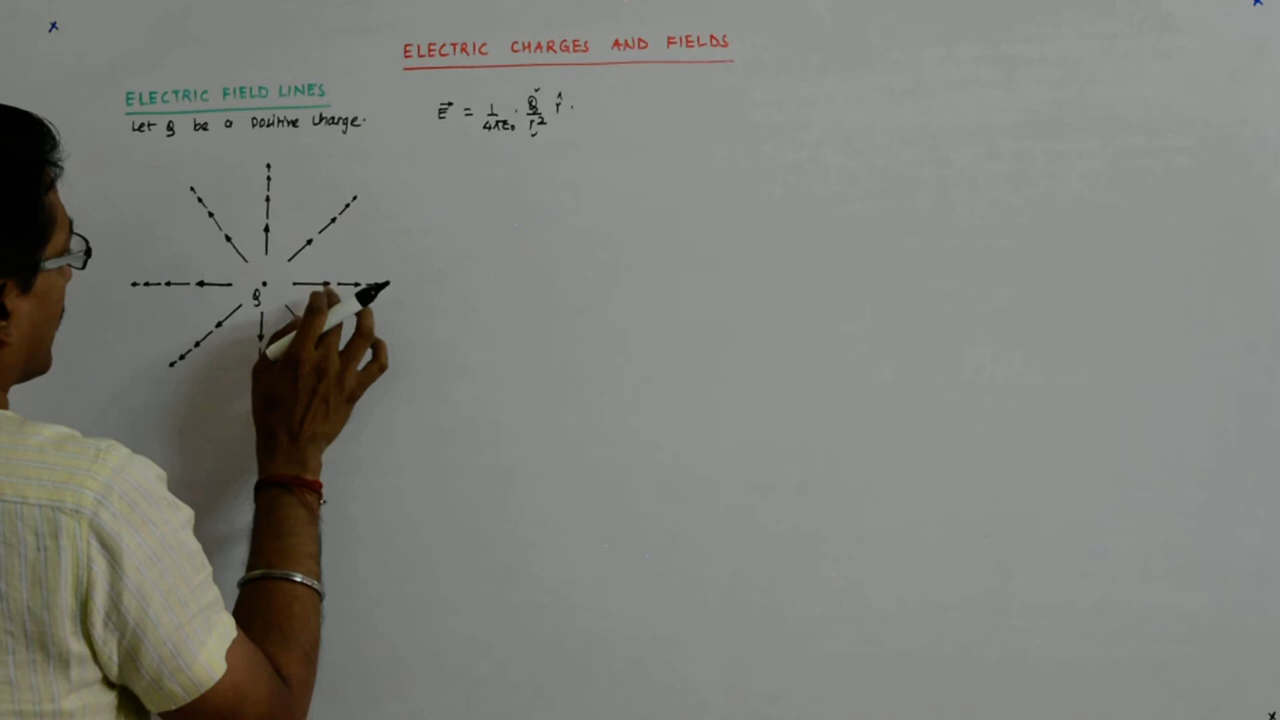 ELECTRIC CHARGES AND FIELDS
ELECTRIC FIELD LINES
Let Q be a Positive Charge.
E⃗ = 1/4πε₀ · Q/r² r̂.
Q